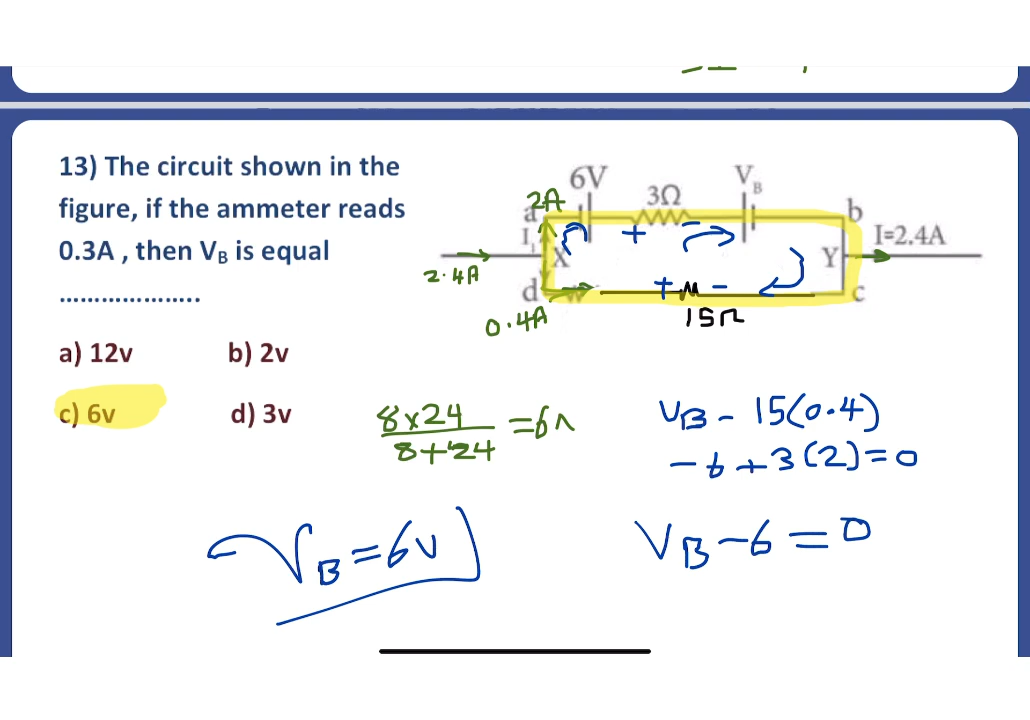 13) The circuit shown in the
figure, if the ammeter reads
0.3A , then VB is equal
....................
a) 12v b) 2v
c) 6v d) 3v
6V
3Ω
VB
2A
a
b
I1
X
Y
I=2.4A
2.4A
d
c
0.4A
+
+ -
15Ω
8×24
8+24
=6Ω
VB - 15(0.4)
-6+3(2)=0
VB-6=0
VB=6v